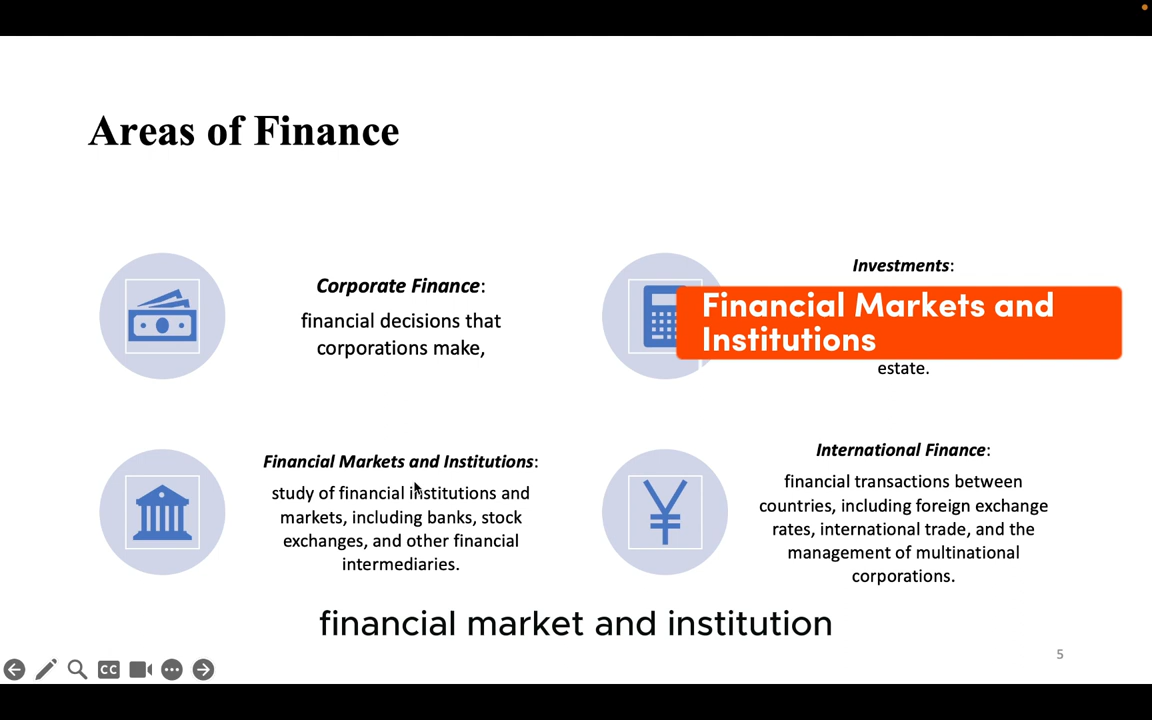 Areas of Finance
Corporate Finance:
financial decisions that
corporations make,
Investments:
Financial Markets and
Institutions
estate.
Financial Markets and Institutions:
study of financial institutions and
markets, including banks, stock
exchanges, and other financial
intermediaries.
International Finance:
financial transactions between
countries, including foreign exchange
rates, international trade, and the
management of multinational
corporations.
financial market and institution
5
CC